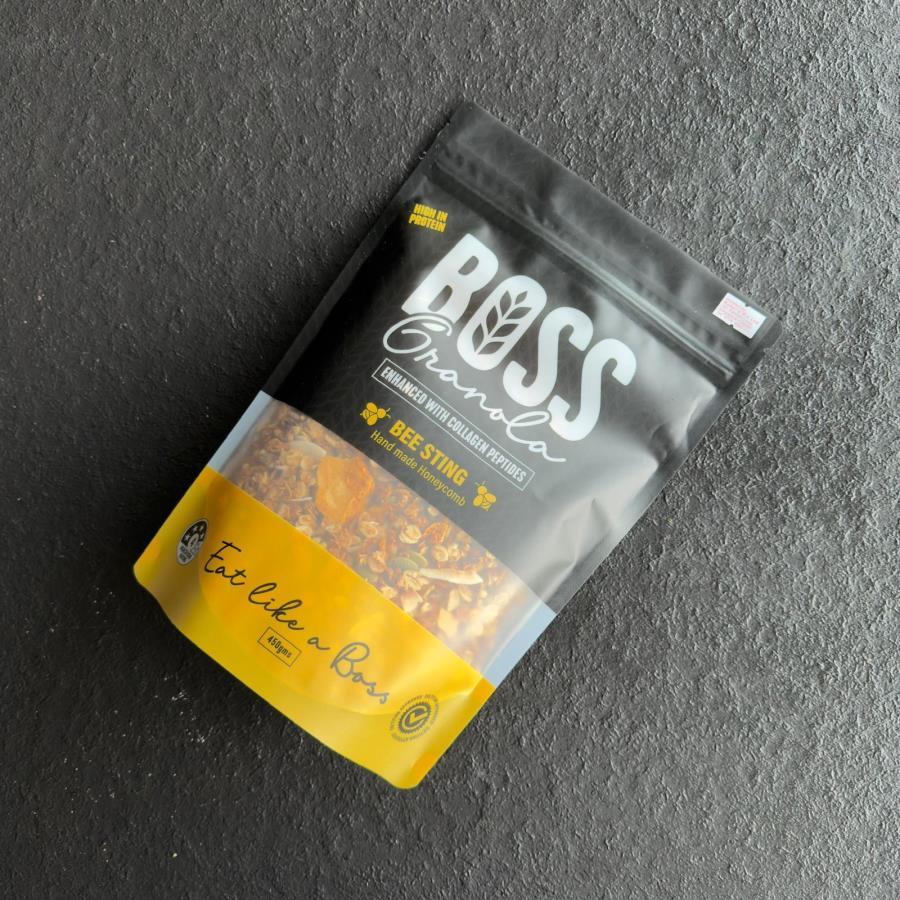 HIGH IN
PROTEIN
BOSS
Granola
ENHANCED WITH COLLAGEN PEPTIDES
BEE STING
Hand made Honeycomb
Eat like a Boss
450gms